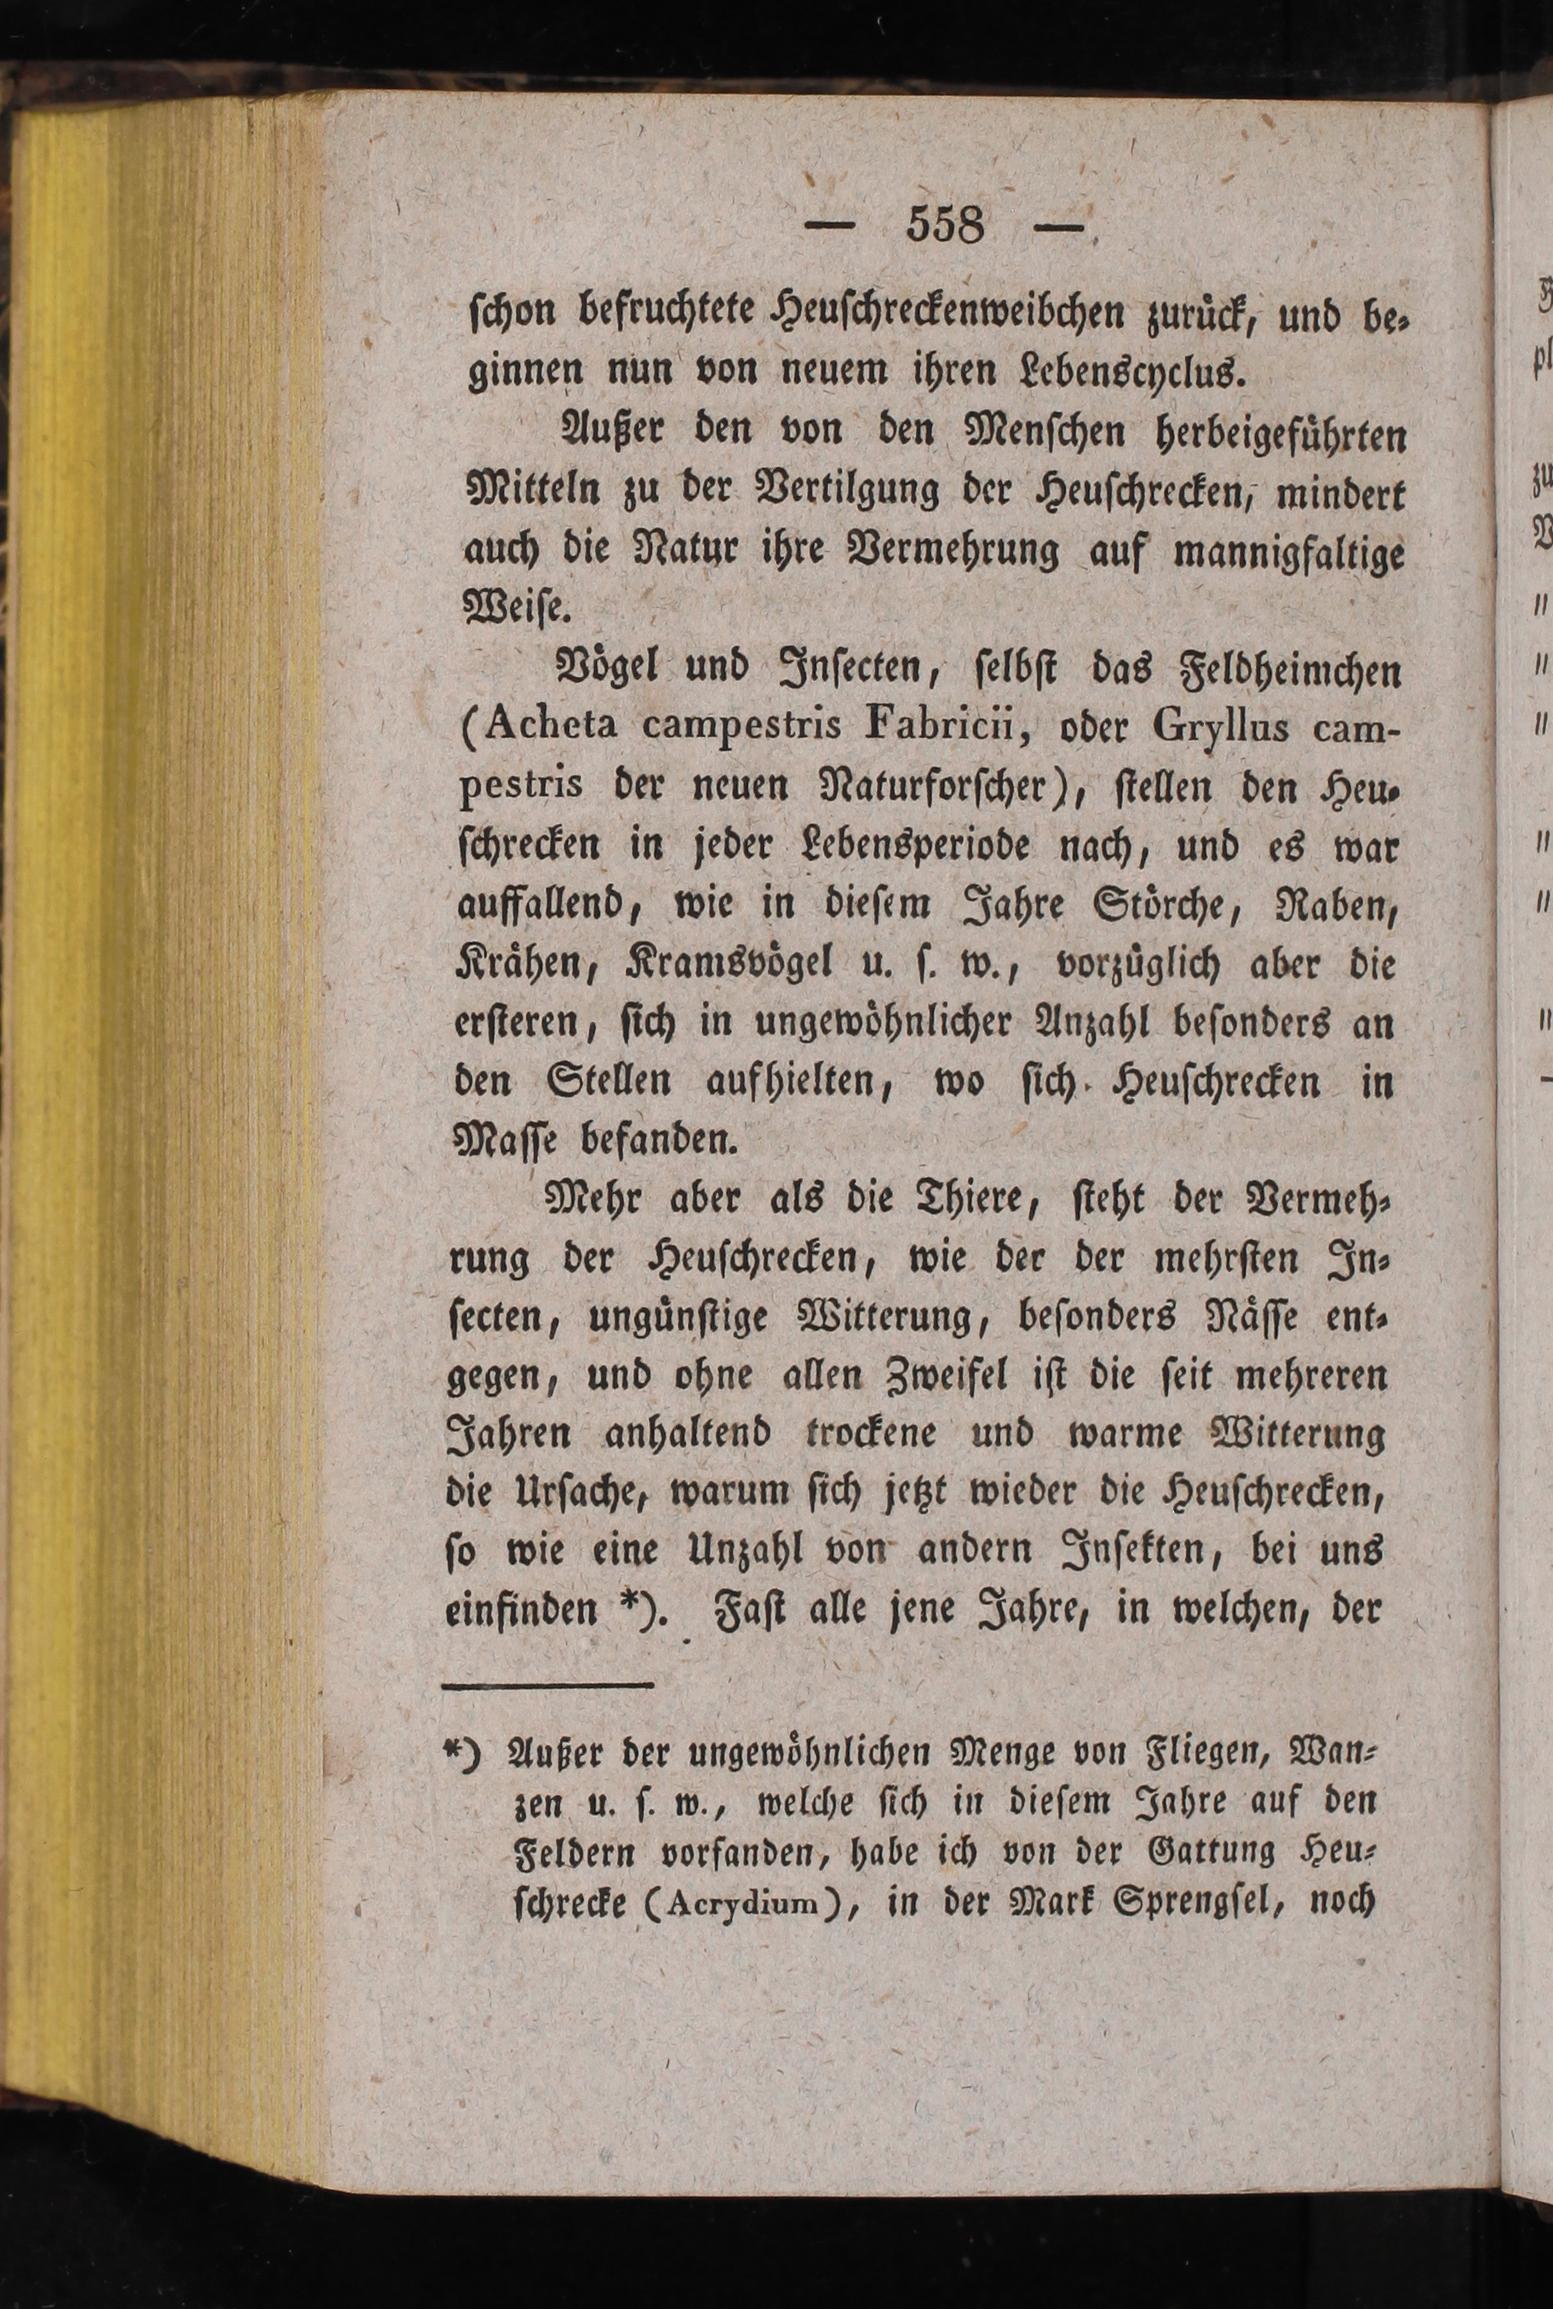 — 558 —
ſchon befruchtete Heuſchreckenweibchen zurück, und be⸗
ginnen nun von neuem ihren Lebenscyclus.
Außer den von den Menſchen herbeigeführten
Mitteln zu der Vertilgung der Heuſchrecken, mindert
auch die Natur ihre Vermehrung auf mannigfaltige
Weiſe.
Vögel und Inſecten, ſelbſt das Feldheimchen
(Acheta campestris Fabricii, oder Gryllus cam-
pestris der neuen Naturforſcher), ſtellen den Heu⸗
ſchrecken in jeder Lebensperiode nach, und es war
auffallend, wie in dieſem Jahre Störche, Raben,
Krähen, Kramsvögel u. ſ. w., vorzüglich aber die
erſteren, ſich in ungewöhnlicher Anzahl beſonders an
den Stellen aufhielten, wo ſich Heuſchrecken in
Maſſe befanden.
Mehr aber als die Thiere, ſteht der Vermeh⸗
rung der Heuſchrecken, wie der der mehrſten In⸗
ſecten, ungünſtige Witterung, beſonders Näſſe ent⸗
gegen, und ohne allen Zweifel iſt die ſeit mehreren
Jahren anhaltend trockene und warme Witterung
die Urſache, warum ſich jetzt wieder die Heuſchrecken,
ſo wie eine Unzahl von andern Inſekten, bei uns
einfinden *). Faſt alle jene Jahre, in welchen, der
*) Außer der ungewöhnlichen Menge von Fliegen, Wan⸗
zen u. ſ. w., welche ſich in dieſem Jahre auf den
Feldern vorfanden, habe ich von der Gattung Heu⸗
ſchrecke (Acrydium), in der Mark Sprengſel, noch